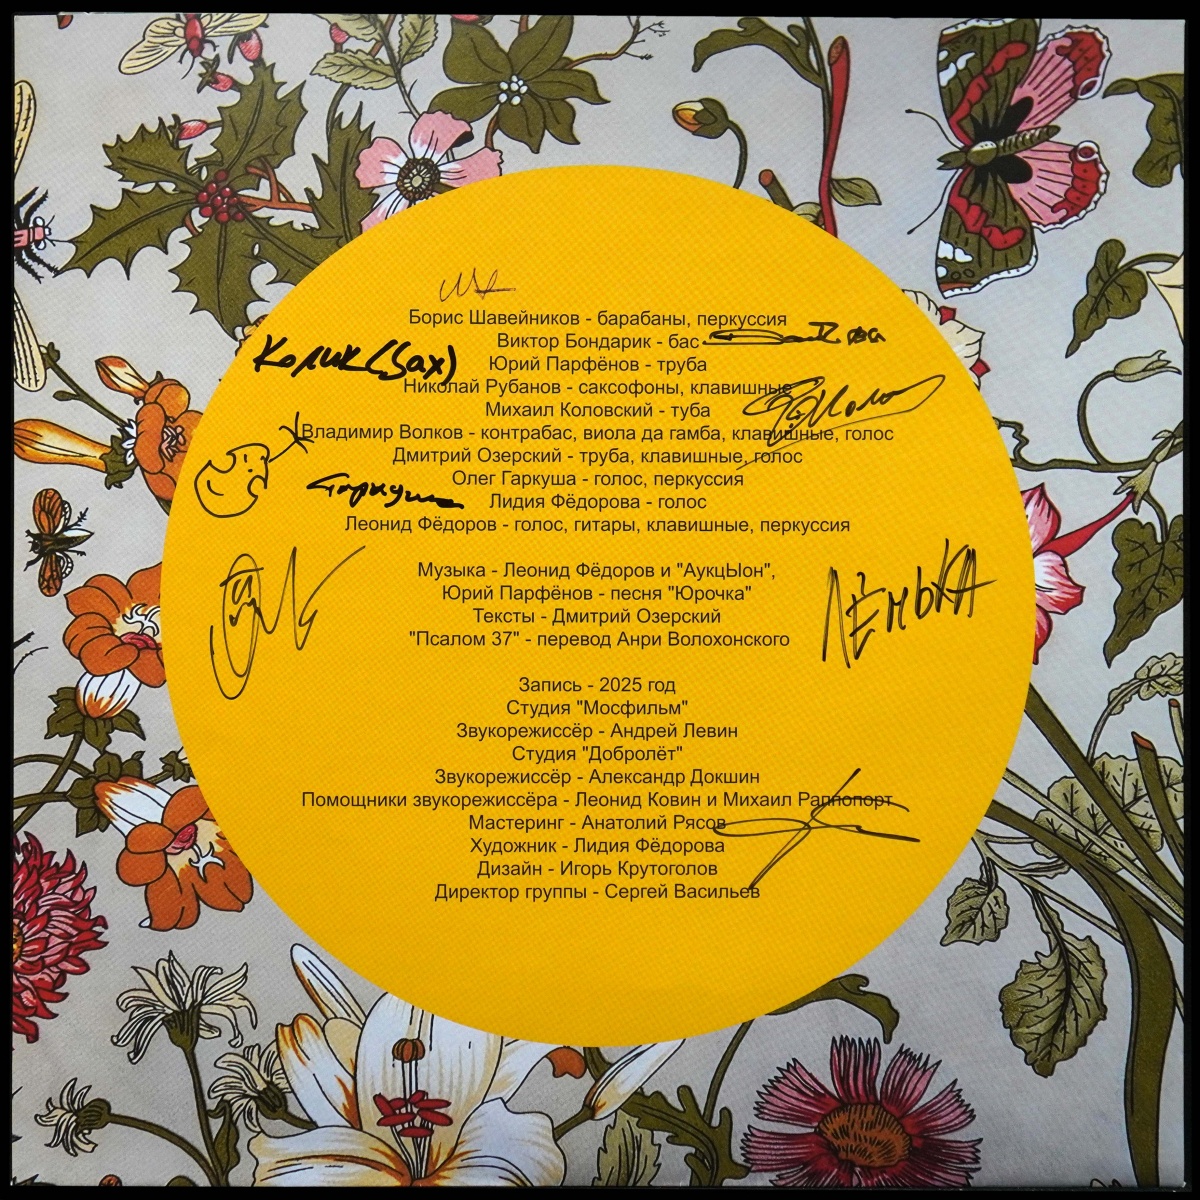 Борис Шавейников - барабаны, перкуссия
Виктор Бондарик - бас
Колик (Sax)
Юрий Парфёнов - труба
Николай Рубанов - саксофоны, клавишные
Михаил Коловский - туба
Владимир Волков - контрабас, виола да гамба, клавишные, голос
Дмитрий Озерский - труба, клавишные, голос
Олег Гаркуша - голос, перкуссия
Гаркуша
Лидия Фёдорова - голос
Леонид Фёдоров - голос, гитары, клавишные, перкуссия
Музыка - Леонид Фёдоров и "АукцЫон",
Юрий Парфёнов - песня "Юрочка"
Тексты - Дмитрий Озерский
"Псалом 37" - перевод Анри Волохонского
ЛЁНЬКА
Запись - 2025 год
Студия "Мосфильм"
Звукорежиссёр - Андрей Левин
Студия "Добролёт"
Звукорежиссёр - Александр Докшин
Помощники звукорежиссёра - Леонид Ковин и Михаил Раппопорт
Мастеринг - Анатолий Рясов
Художник - Лидия Фёдорова
Дизайн - Игорь Крутоголов
Директор группы - Сергей Васильев